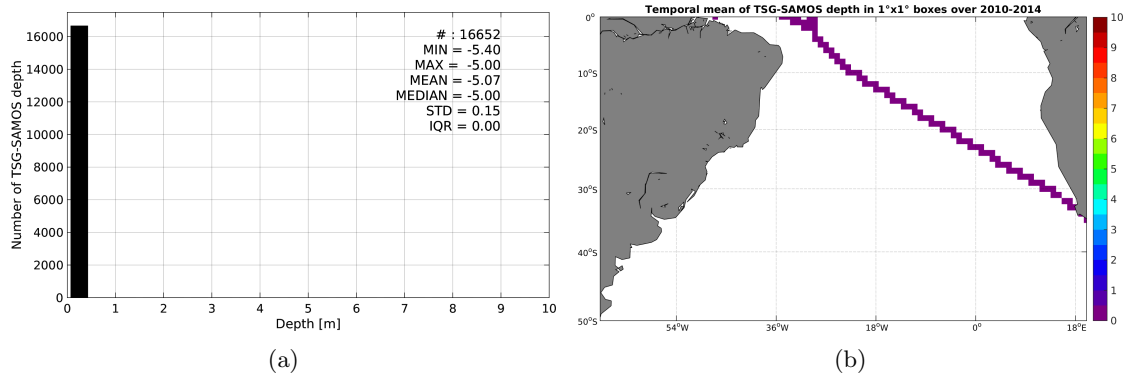 Number of TSG-SAMOS depth
16000
14000
12000
10000
8000
6000
4000
2000
0
# : 16652
MIN = -5.40
MAX = -5.00
MEAN = -5.07
MEDIAN = -5.00
STD = 0.15
IQR = 0.00
0 1 2 3 4 5 6 7 8 9 10
Depth [m]
(a)
Temporal mean of TSG-SAMOS depth in 1°x1° boxes over 2010-2014
0°
10°S
20°S
30°S
40°S
50°S
54°W 36°W 18°W 0° 18°E
10
9
8
7
6
5
4
3
2
1
0
(b)